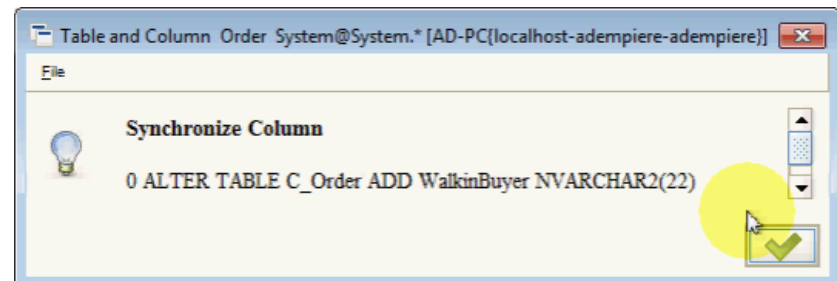 Table and Column Order System@System.* [AD-PC{localhost-adempiere-adempiere}]
File
Synchronize Column
0 ALTER TABLE C_Order ADD WalkinBuyer NVARCHAR2(22)